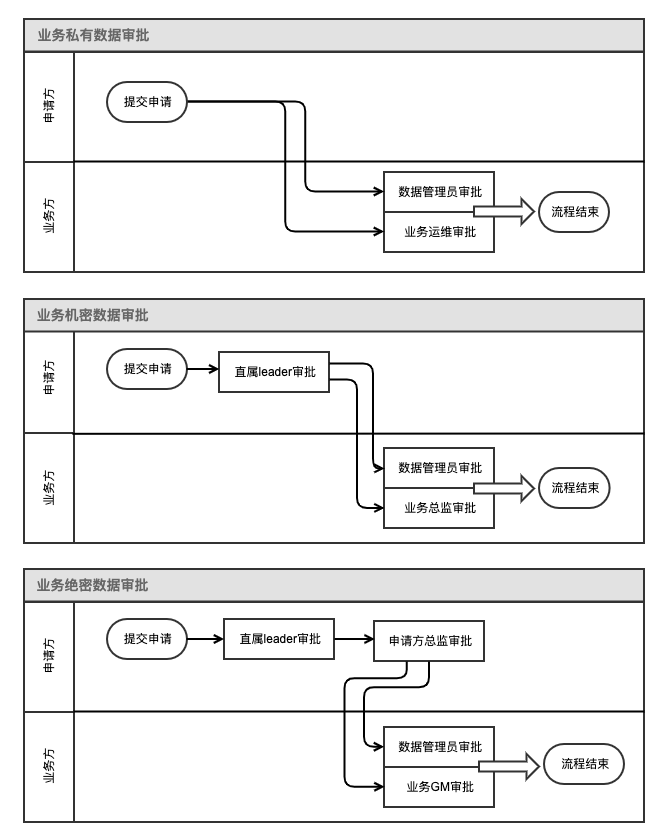 业务私有数据审批
申请方
提交申请
业务方
数据管理员审批
业务运维审批
流程结束
业务机密数据审批
申请方
提交申请
直属leader审批
业务方
数据管理员审批
业务总监审批
流程结束
业务绝密数据审批
申请方
提交申请
直属leader审批
申请方总监审批
业务方
数据管理员审批
业务GM审批
流程结束